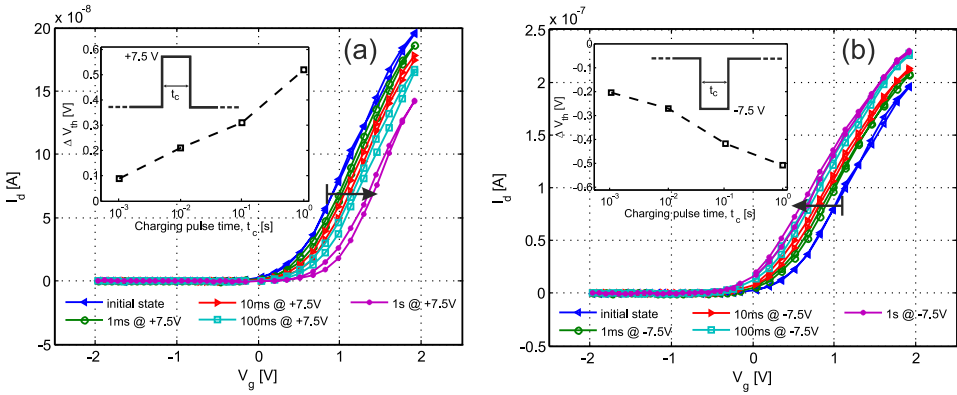 x 10⁻⁸
20
15
10
5
0
-5
I_d [A]
-2 -1 0 1 2
V_g [V]
(a)
initial state
1ms @ +7.5V
10ms @ +7.5V
100ms @ +7.5V
1s @ +7.5V
0.6
0.5
0.4
0.3
0.2
0.1
0
Δ V_th [V]
+7.5 V
t_c
10⁻³ 10⁻² 10⁻¹ 10⁰
Charging pulse time, t_c [s]
x 10⁻⁷
2.5
2
1.5
1
0.5
0
-0.5
I_d [A]
-2 -1 0 1 2
V_g [V]
(b)
initial state
1ms @ -7.5V
10ms @ -7.5V
100ms @ -7.5V
1s @ -7.5V
0
-0.1
-0.2
-0.3
-0.4
-0.5
-0.6
Δ V_th [V]
t_c
-7.5 V
10⁻³ 10⁻² 10⁻¹ 10⁰
Charging pulse time, t_c [s]